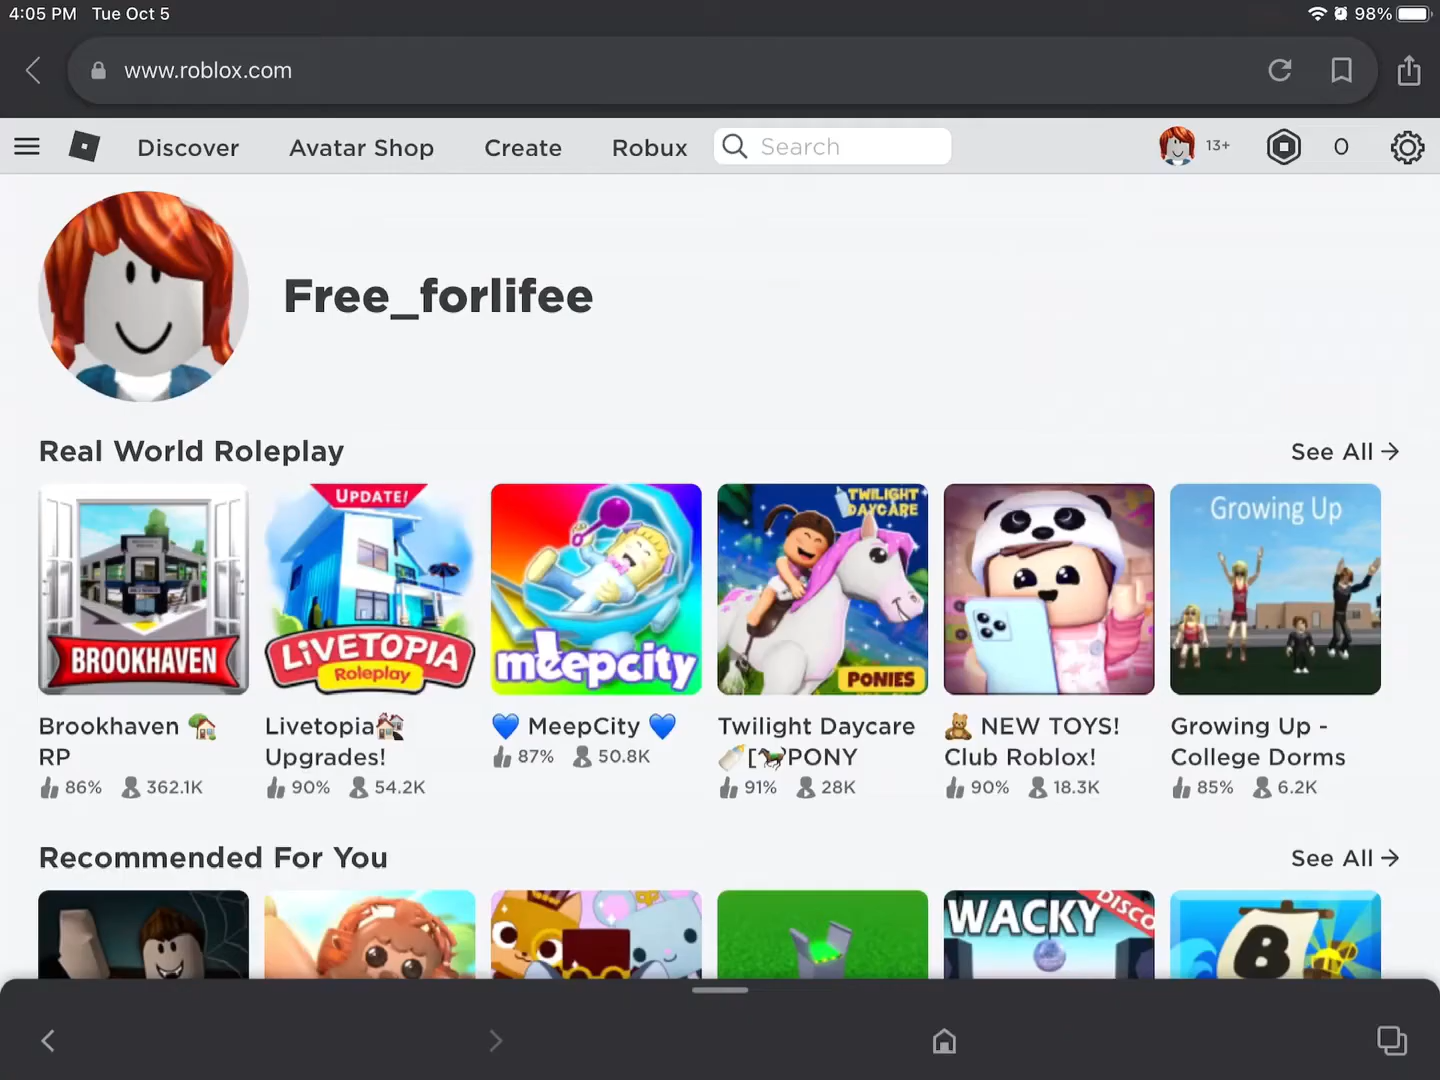 4:05 PM Tue Oct 5
98%
www.roblox.com
Discover
Avatar Shop
Create
Robux
Search
13+
0
Free_forlifee
Real World Roleplay
See All →
BROOKHAVEN
UPDATE!
LIVETOPIA
Roleplay
meepcity
TWILIGHT
DAYCARE
PONIES
Growing Up
Brookhaven 🏡
RP
86% 362.1K
Livetopia🏘️
Upgrades!
90% 54.2K
💙 MeepCity 💙
87% 50.8K
Twilight Daycare
🍼[🐎PONY
91% 28K
🧸 NEW TOYS!
Club Roblox!
90% 18.3K
Growing Up -
College Dorms
85% 6.2K
Recommended For You
See All →
WACKY
DISCO
B